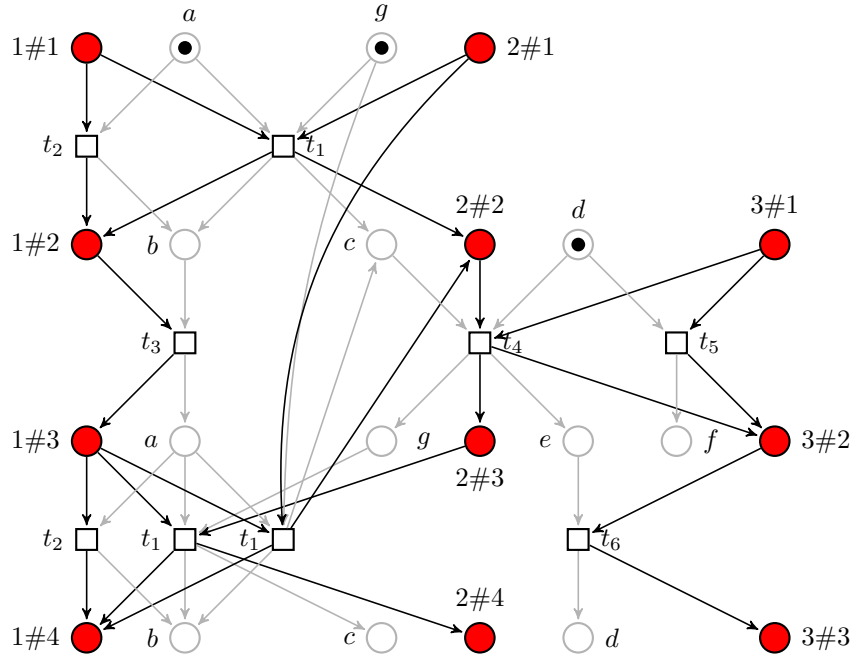 1#1 a g 2#1
t2 t1
1#2 b c 2#2 d 3#1
t3 t4 t5
1#3 a g 2#3 e f 3#2
t2 t1 t1 t6
1#4 b c 2#4 d 3#3